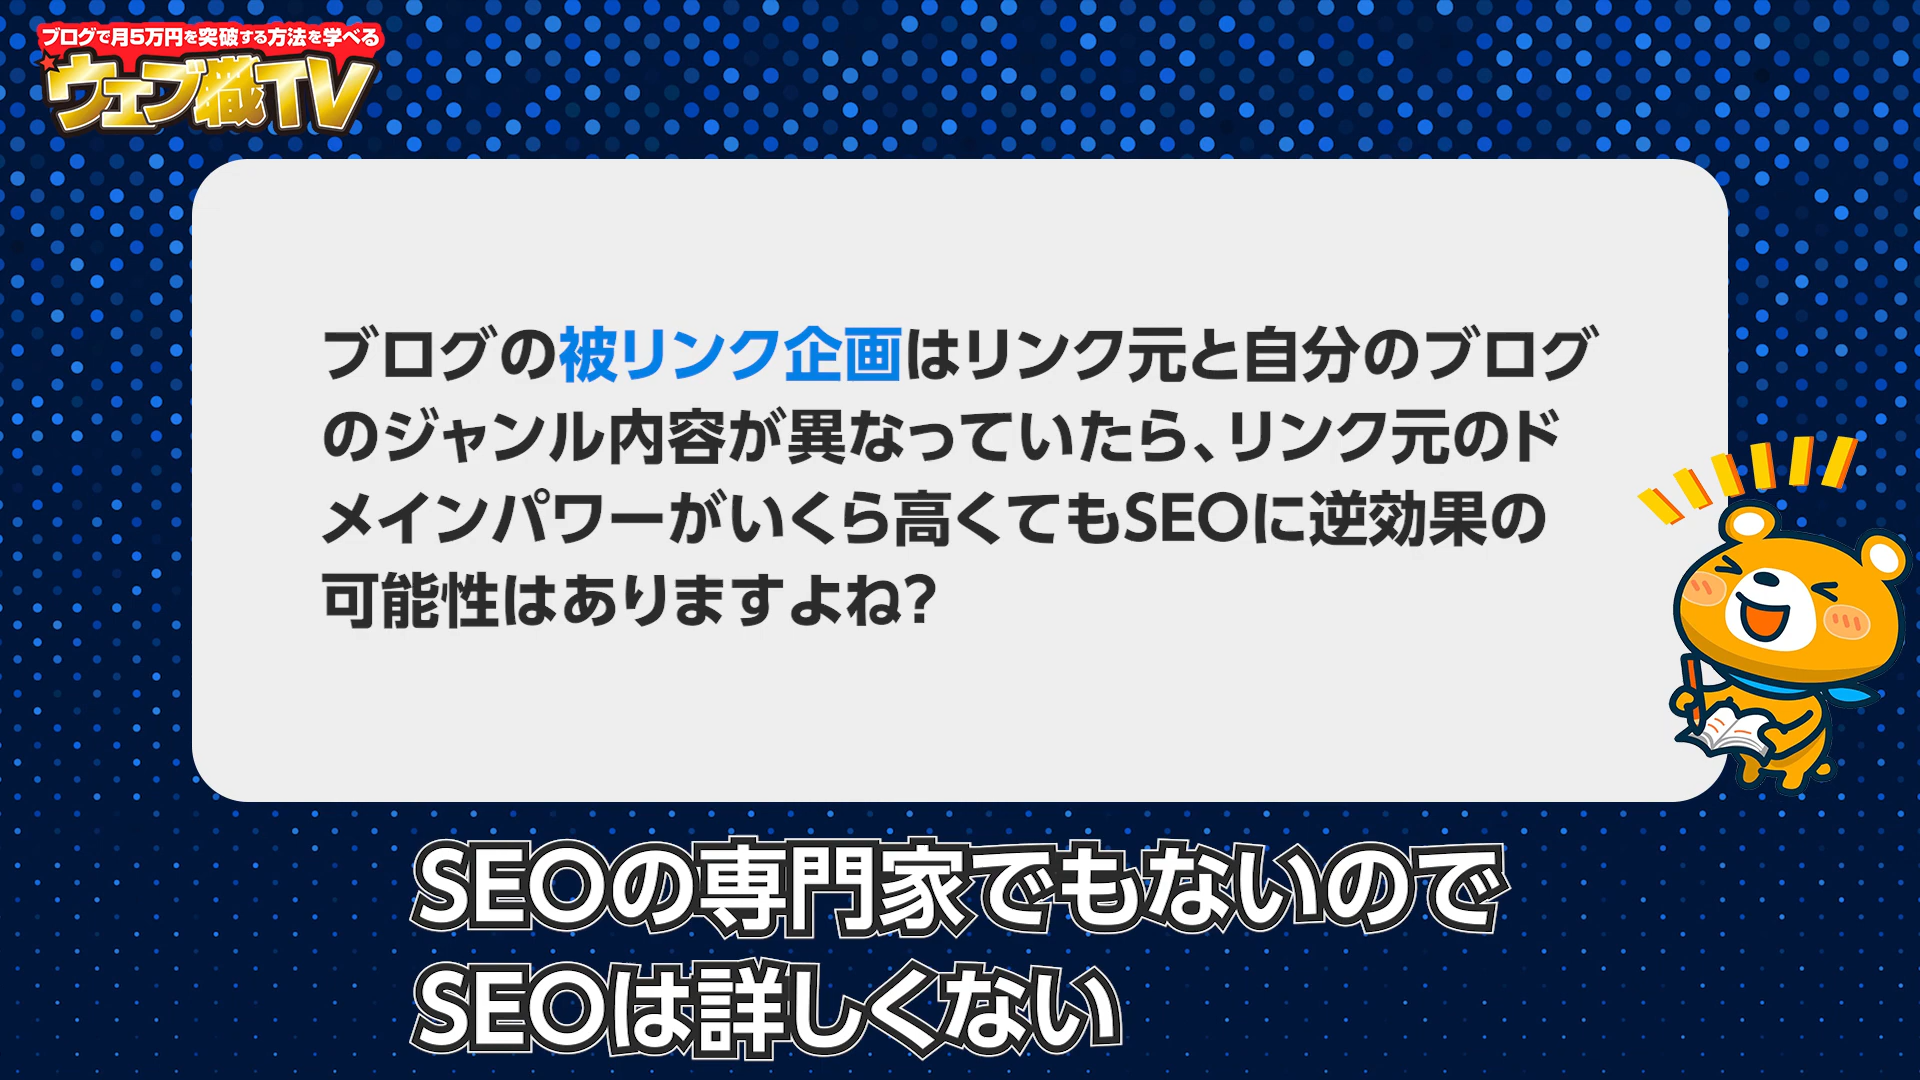 ブログで月5万円を突破する方法を学べる
ウェブ職TV
ブログの被リンク企画はリンク元と自分のブログ
のジャンル内容が異なっていたら、リンク元のド
メインパワーがいくら高くてもSEOに逆効果の
可能性はありますよね?
SEOの専門家でもないので
SEOは詳しくない